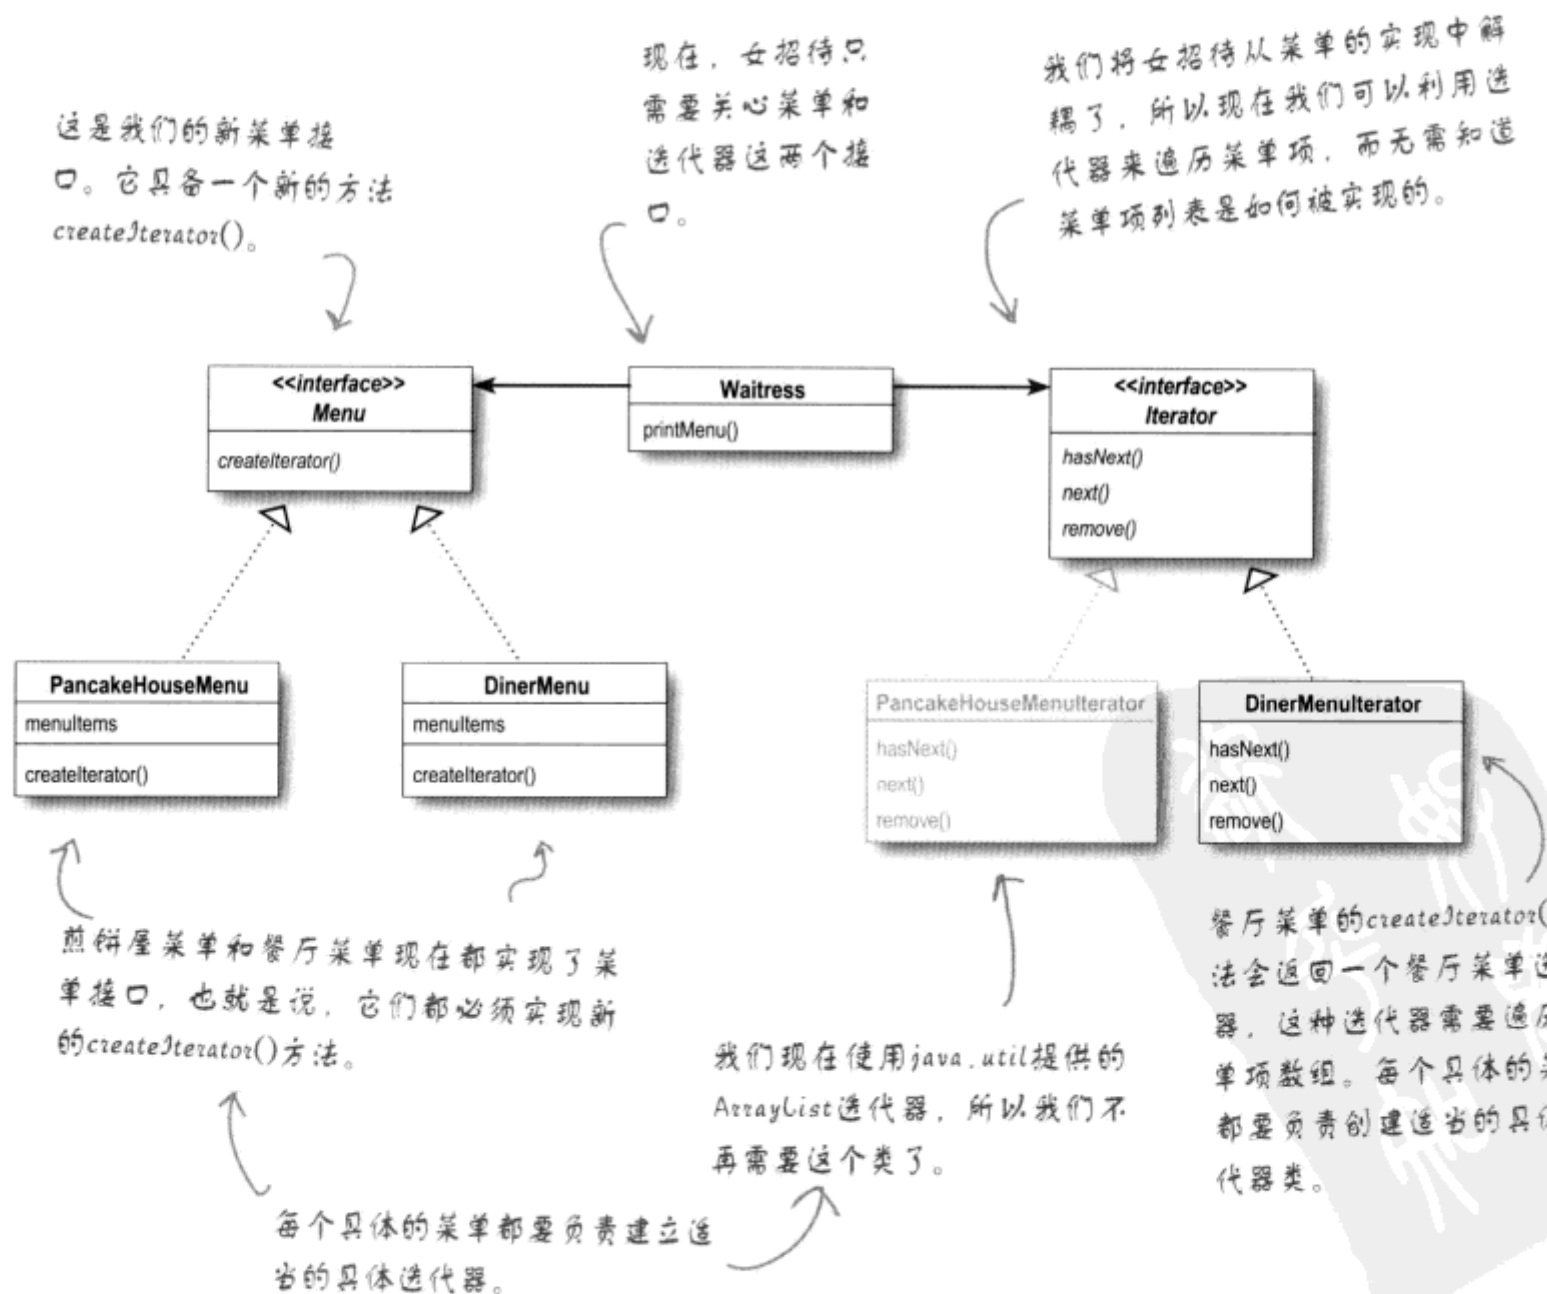 这是我们的新菜单接
口。它具备一个新的方法
createIterator()。
现在，女招待只
需要关心菜单和
迭代器这两个接
口。
我们将女招待从菜单的实现中解
耦了，所以现在我们可以利用迭
代器来遍历菜单项，而无需知道
菜单项列表是如何被实现的。
<<interface>>
Menu
createIterator()
Waitress
printMenu()
<<interface>>
Iterator
hasNext()
next()
remove()
PancakeHouseMenu
menuItems
createIterator()
DinerMenu
menuItems
createIterator()
PancakeHouseMenuIterator
hasNext()
next()
remove()
DinerMenuIterator
hasNext()
next()
remove()
煎饼屋菜单和餐厅菜单现在都实现了菜
单接口，也就是说，它们都必须实现新
的createIterator()方法。
我们现在使用java.util提供的
ArrayList迭代器，所以我们不
再需要这个类了。
餐厅菜单的createIterator(
法会返回一个餐厅菜单迭
器，这种迭代器需要遍历
单项数组。每个具体的菜
都要负责创建适当的具体
代器类。
每个具体的菜单都要负责建立适
当的具体迭代器。